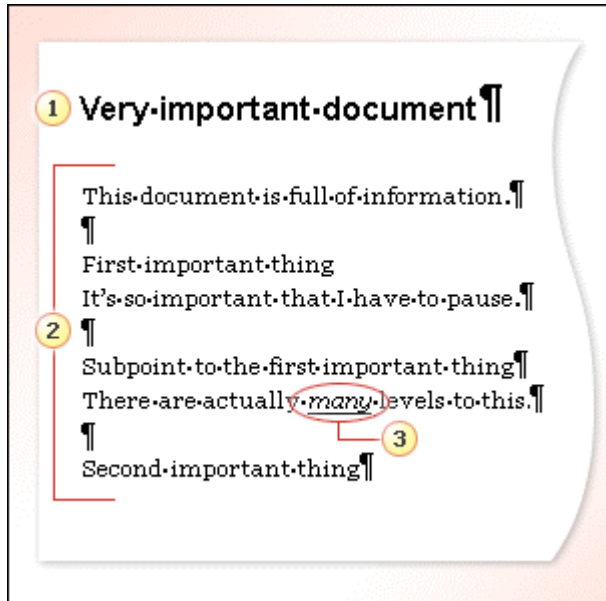 1 Very·important·document¶
This·document·is·full·of·information.¶
¶
First·important·thing
It's·so·important·that·I·have·to·pause.¶
2 ¶
Subpoint·to·the·first·important·thing¶
There·are·actually·many·levels·to·this.¶
¶ 3
Second·important·thing¶